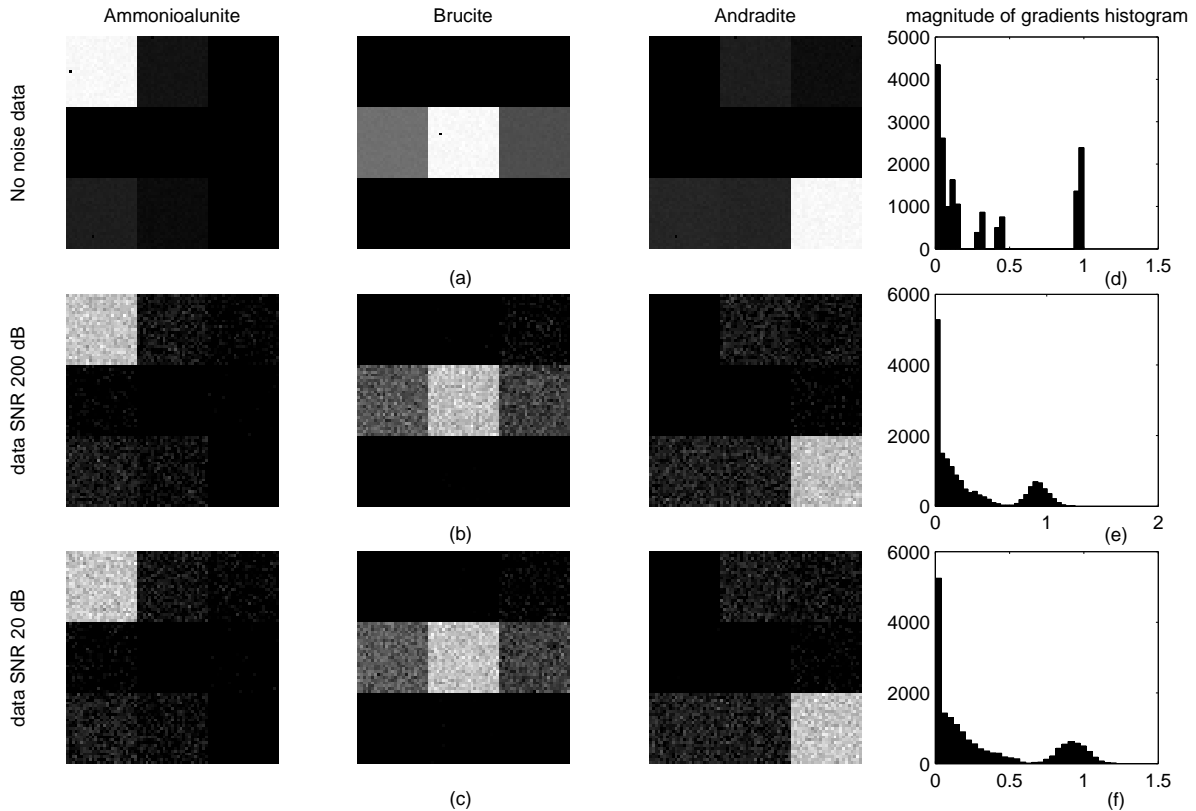 Ammonioalunite
Brucite
Andradite
magnitude of gradients histogram
No noise data
5000
4000
3000
2000
1000
0
0
0.5
1
1.5
(a)
(d)
data SNR 200 dB
6000
4000
2000
0
0
1
2
(b)
(e)
data SNR 20 dB
6000
4000
2000
0
0
0.5
1
1.5
(c)
(f)